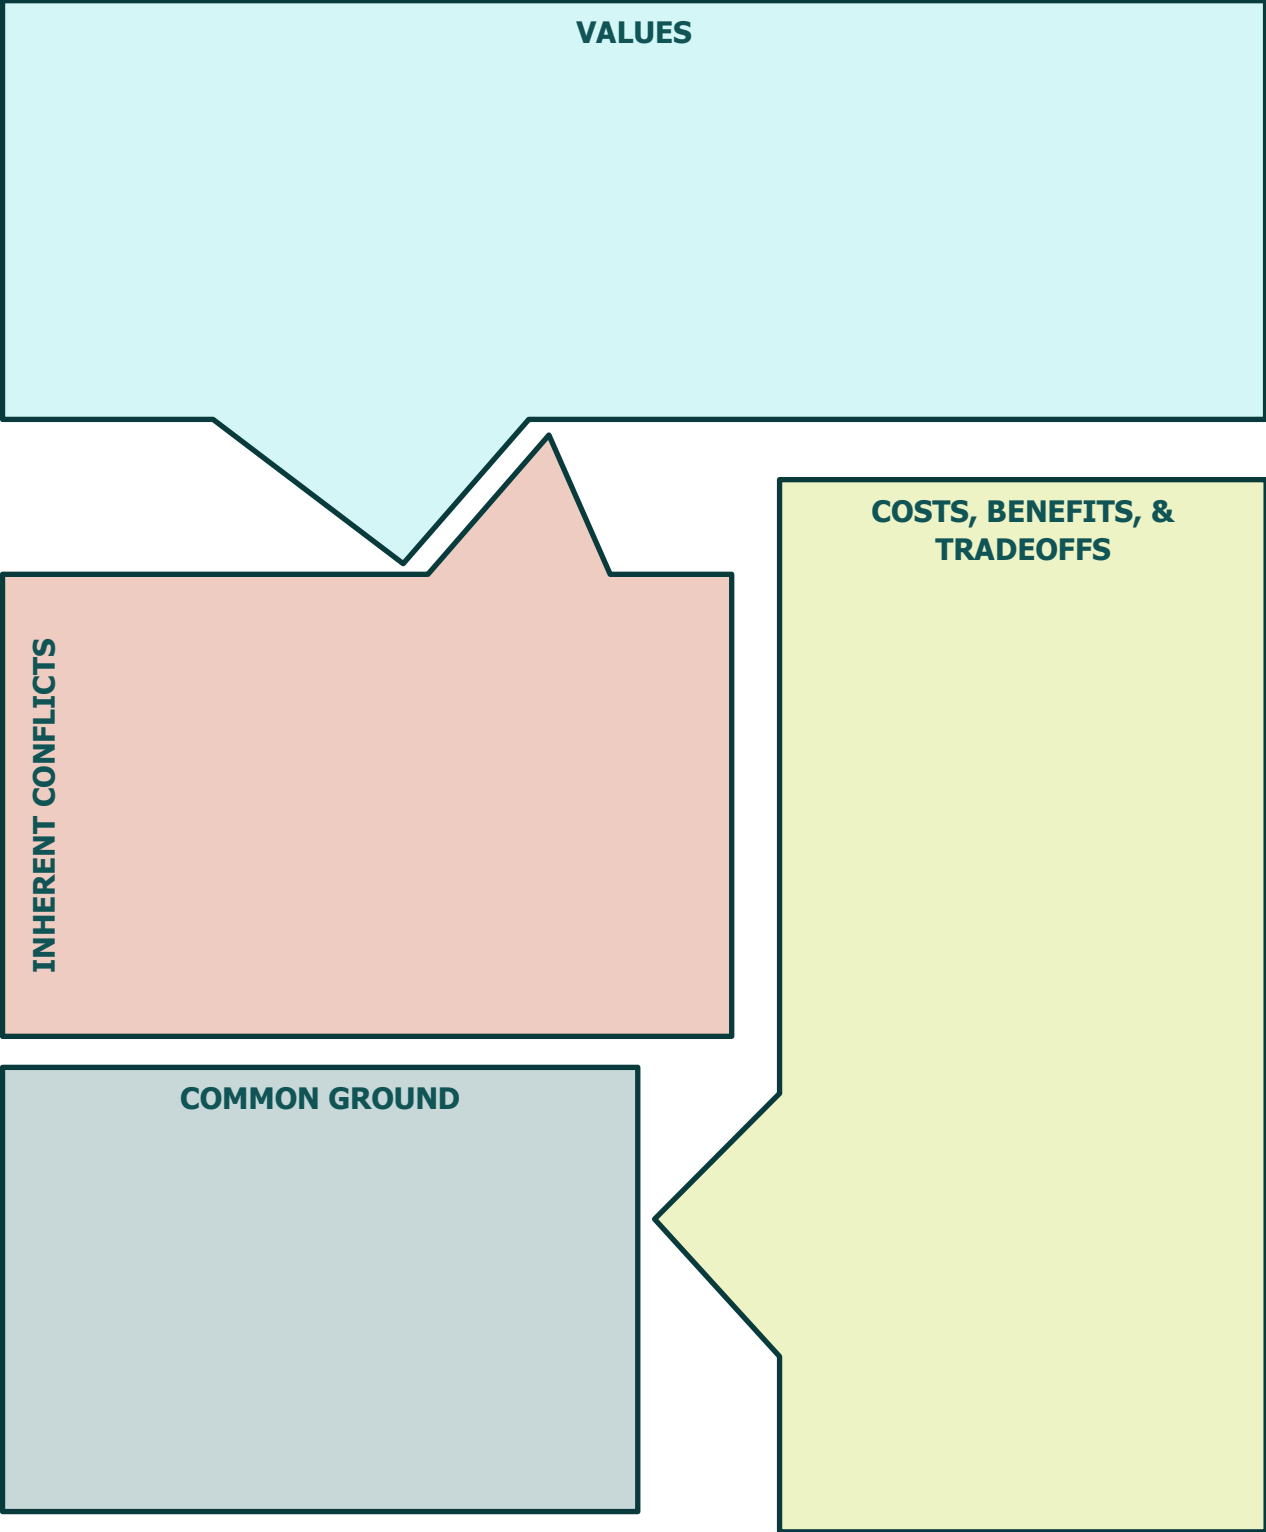 VALUES
COSTS, BENEFITS, &
TRADEOFFS
INHERENT CONFLICTS
COMMON GROUND